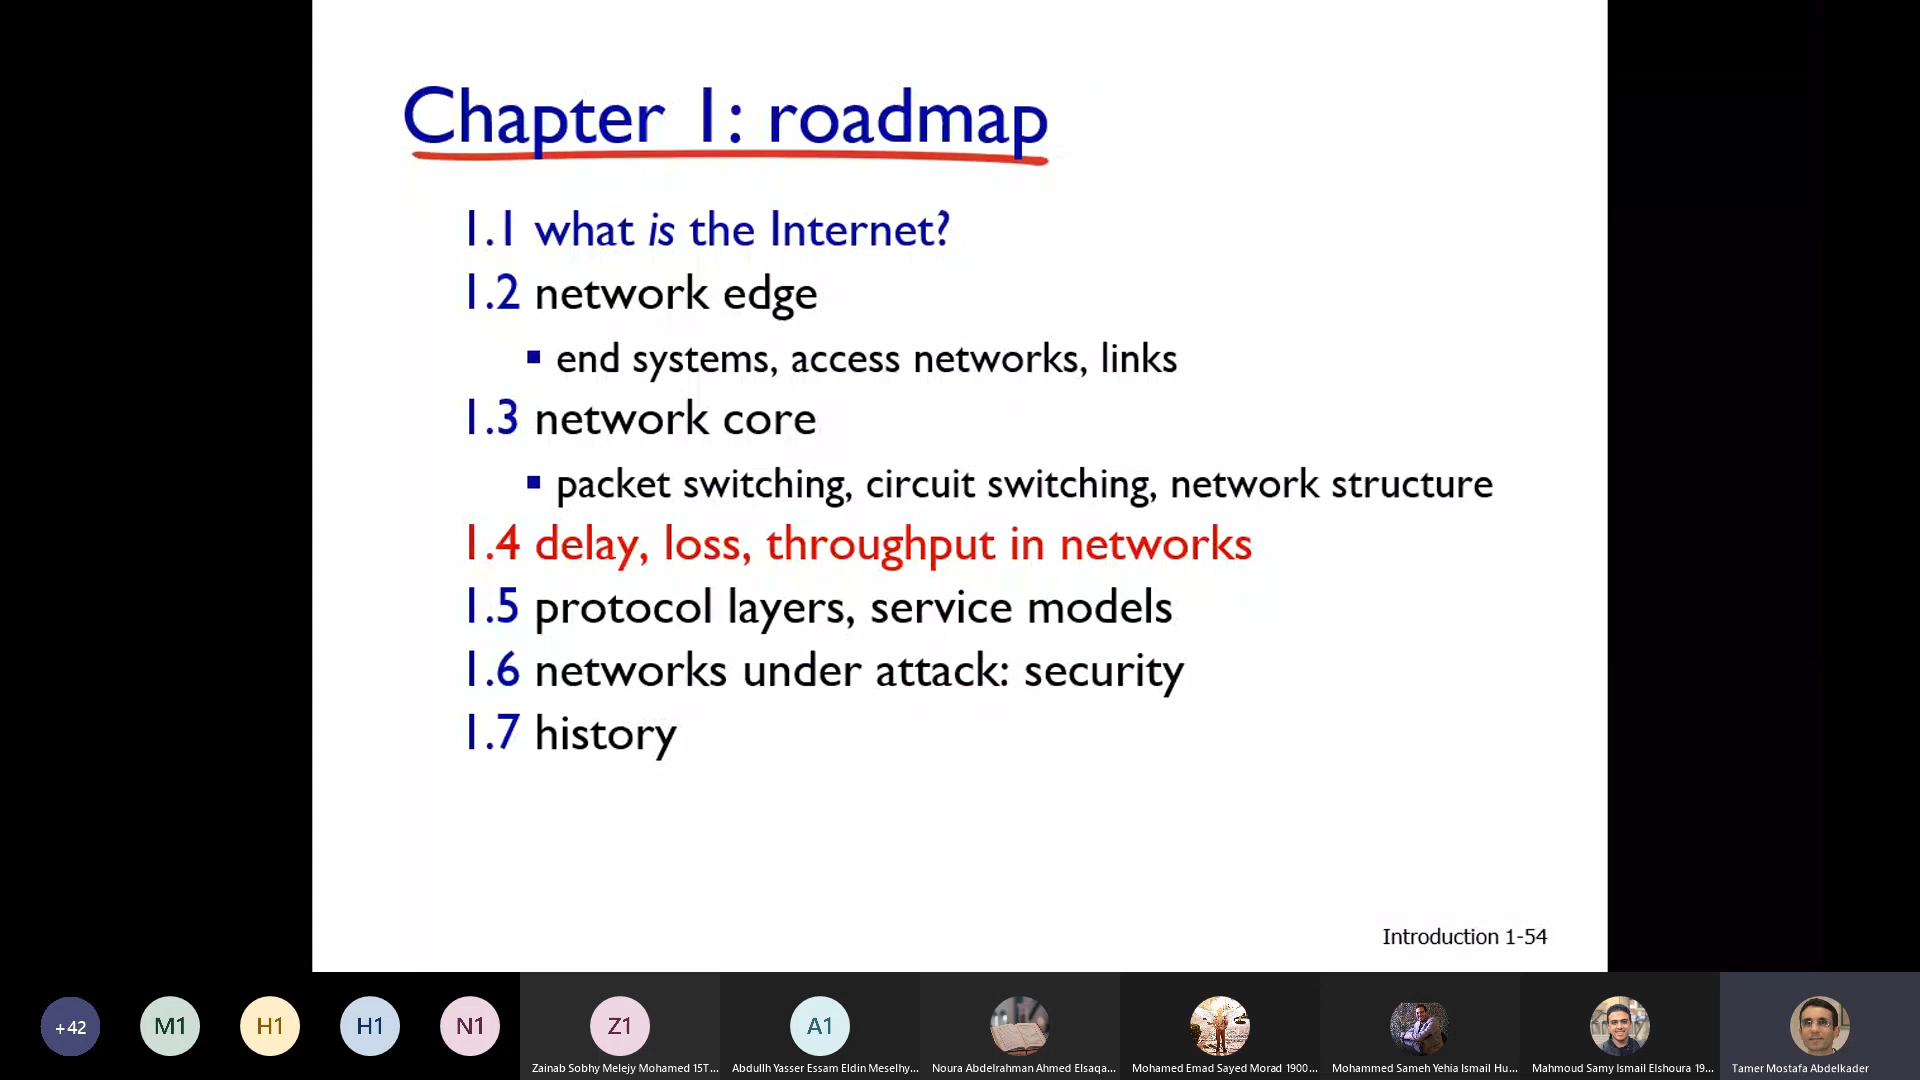 Chapter 1: roadmap
1.1 what is the Internet?
1.2 network edge
▪ end systems, access networks, links
1.3 network core
▪ packet switching, circuit switching, network structure
1.4 delay, loss, throughput in networks
1.5 protocol layers, service models
1.6 networks under attack: security
1.7 history
Introduction 1-54
+42
M1
H1
H1
N1
Z1
A1
Zainab Sobhy Melejy Mohamed 15T...
Abdullh Yasser Essam Eldin Meselhy...
Noura Abdelrahman Ahmed Elsaqa...
Mohamed Emad Sayed Morad 1900...
Mohammed Sameh Yehia Ismail Hu...
Mahmoud Samy Ismail Elshoura 19...
Tamer Mostafa Abdelkader